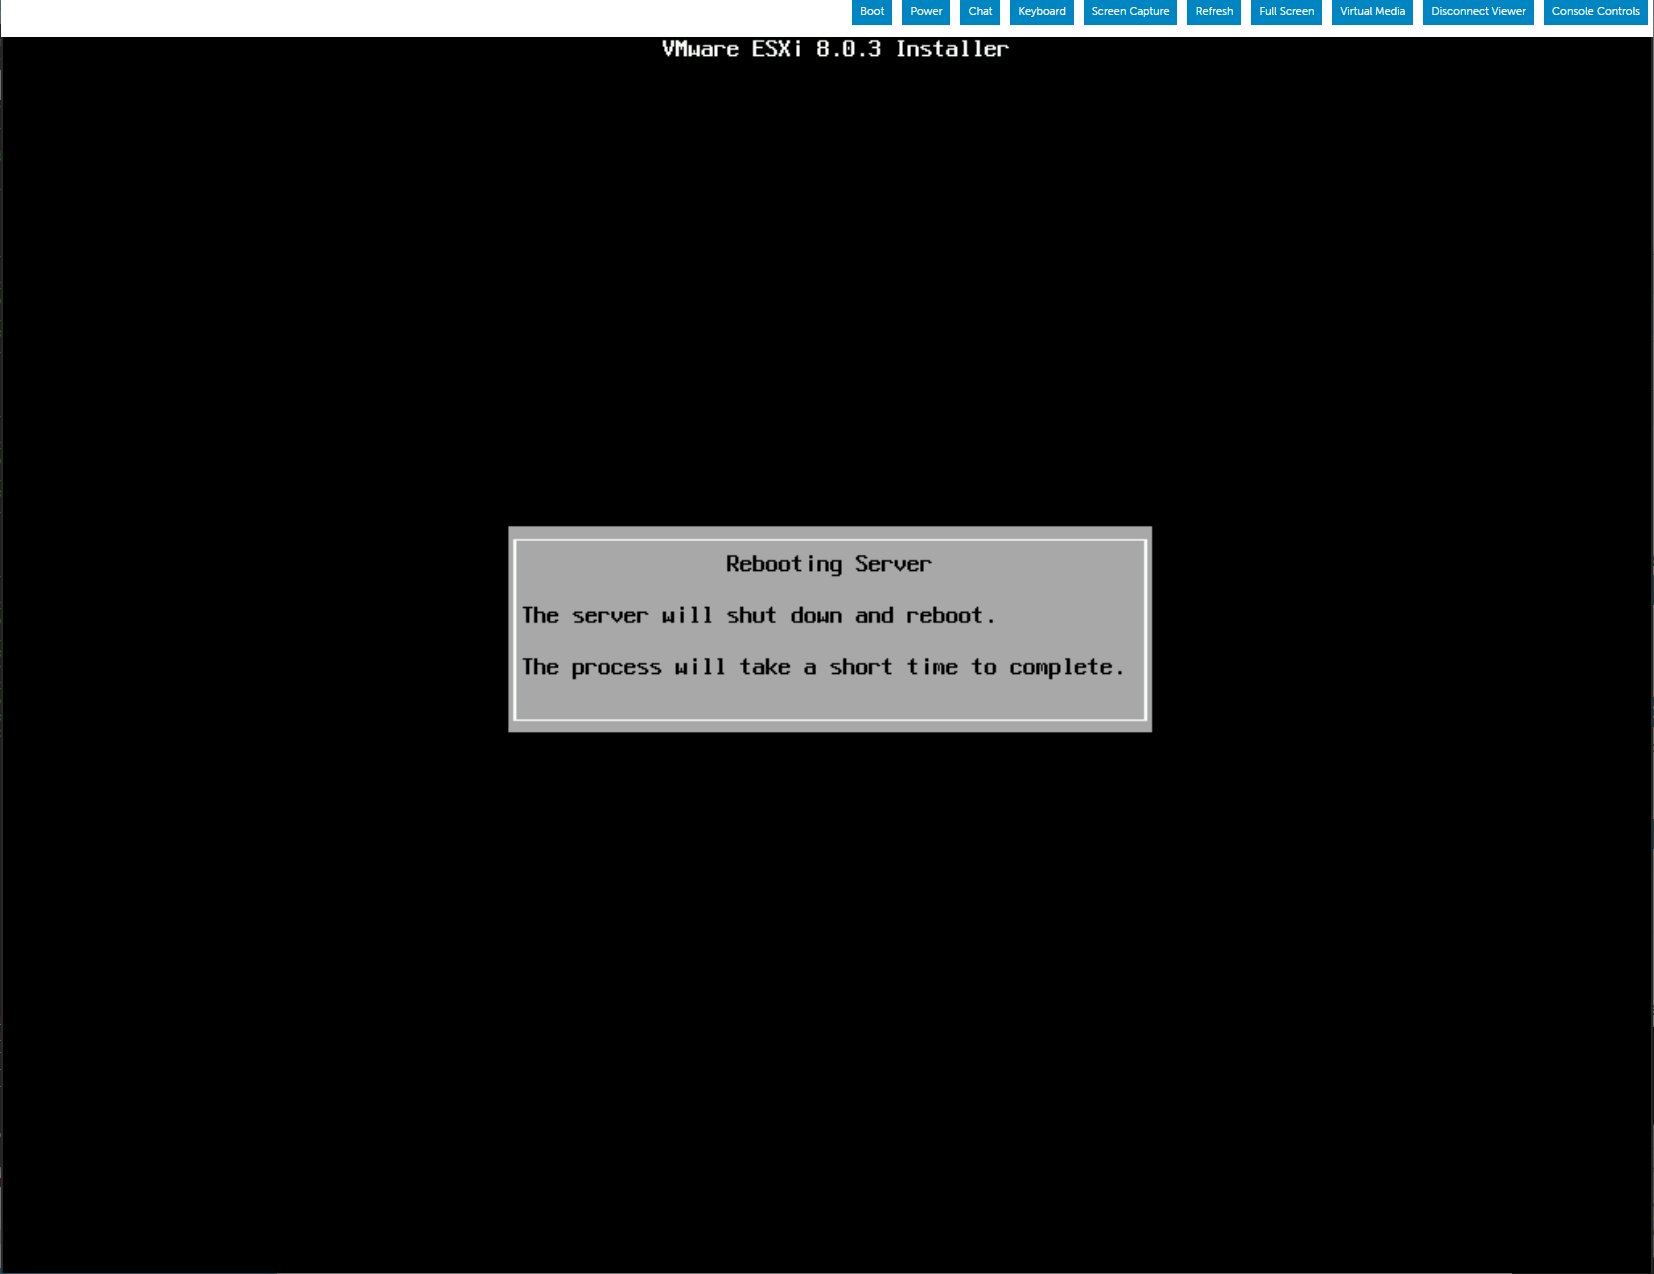 Boot Power Chat Keyboard Screen Capture Refresh Full Screen Virtual Media Disconnect Viewer Console Controls
VMware ESXi 8.0.3 Installer
Rebooting Server
The server will shut down and reboot.
The process will take a short time to complete.